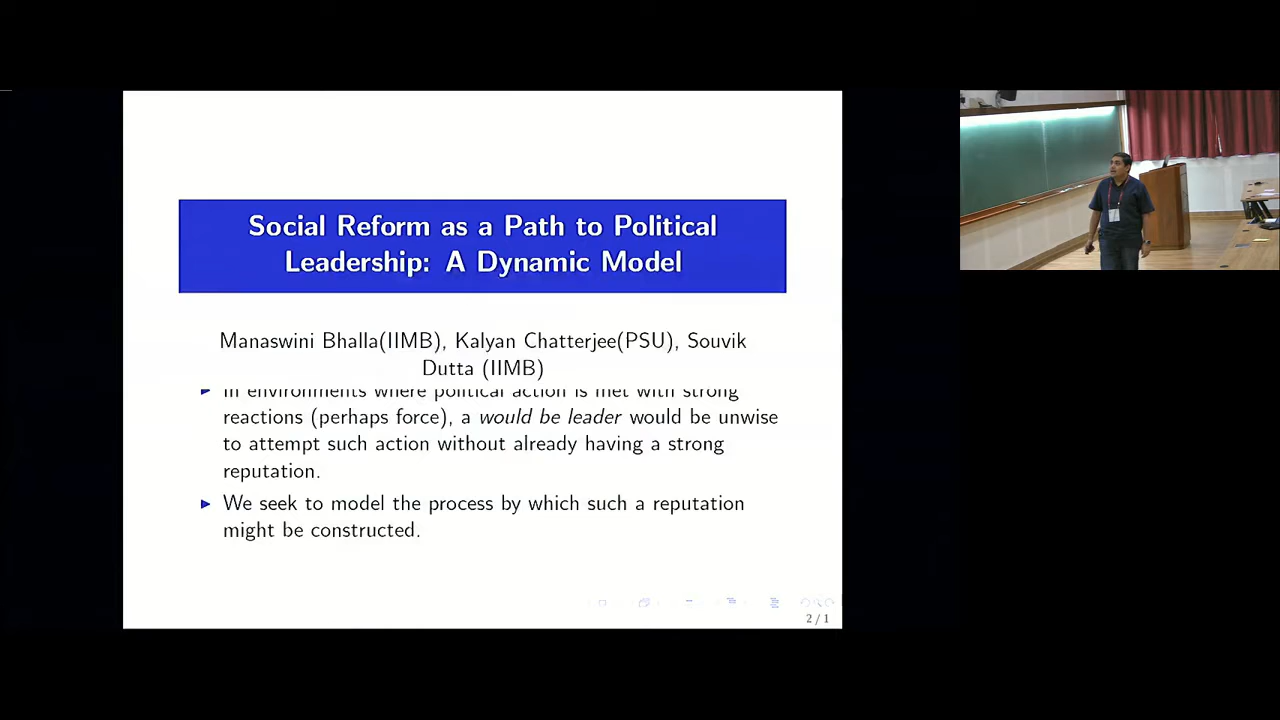 Social Reform as a Path to Political
Leadership: A Dynamic Model
Manaswini Bhalla(IIMB), Kalyan Chatterjee(PSU), Souvik
Dutta (IIMB)
In environments where political action is met with strong
reactions (perhaps force), a would be leader would be unwise
to attempt such action without already having a strong
reputation.
We seek to model the process by which such a reputation
might be constructed.
2 / 1